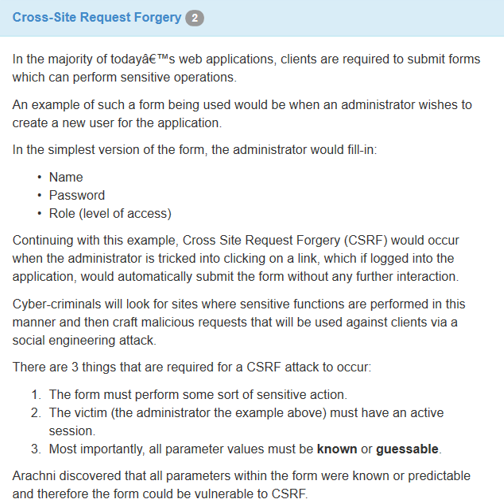 Cross-Site Request Forgery 2
In the majority of todayâ€™s web applications, clients are required to submit forms
which can perform sensitive operations.
An example of such a form being used would be when an administrator wishes to
create a new user for the application.
In the simplest version of the form, the administrator would fill-in:
• Name
• Password
• Role (level of access)
Continuing with this example, Cross Site Request Forgery (CSRF) would occur
when the administrator is tricked into clicking on a link, which if logged into the
application, would automatically submit the form without any further interaction.
Cyber-criminals will look for sites where sensitive functions are performed in this
manner and then craft malicious requests that will be used against clients via a
social engineering attack.
There are 3 things that are required for a CSRF attack to occur:
1. The form must perform some sort of sensitive action.
2. The victim (the administrator the example above) must have an active
session.
3. Most importantly, all parameter values must be known or guessable.
Arachni discovered that all parameters within the form were known or predictable
and therefore the form could be vulnerable to CSRF.